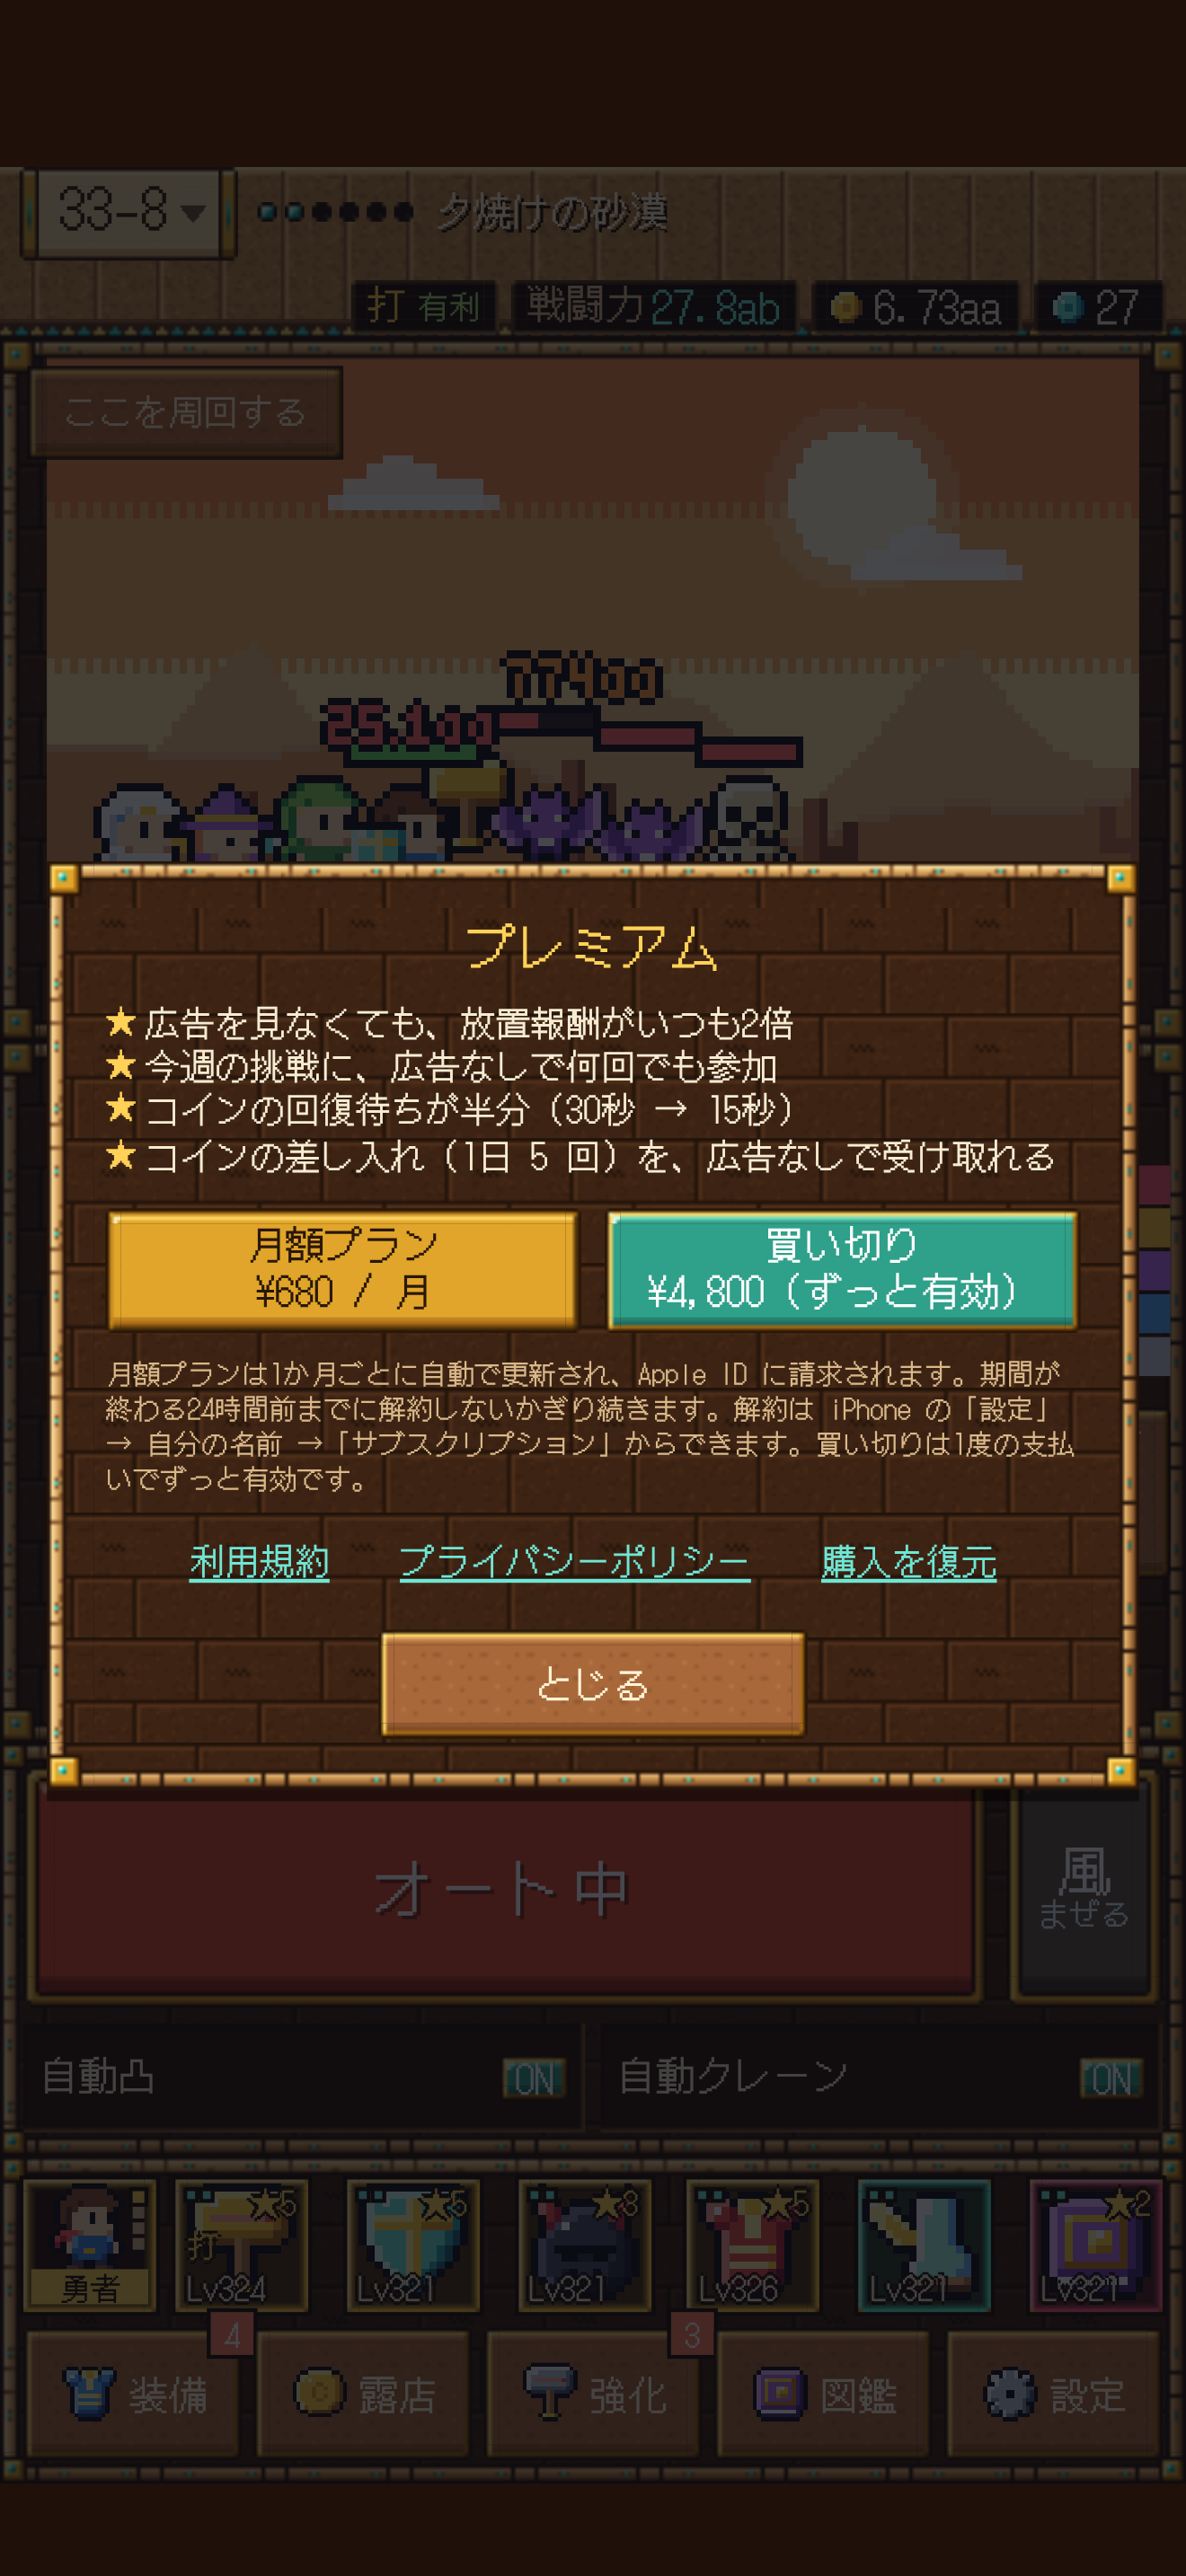 33-8 夕焼けの砂漠
打 有利 戦闘力 27.8ab 6.73aa 27
ここを周回する
77400
プレミアム
★ 広告を見なくても、放置報酬がいつも2倍
★ 今週の挑戦に、広告なしで何回でも参加
★ コインの回復待ちが半分（30秒 → 15秒）
★ コインの差し入れ（1日 5 回）を、広告なしで受け取れる
月額プラン
¥680 / 月
買い切り
¥4,800（ずっと有効）
月額プランは1か月ごとに自動で更新され、Apple ID に請求されます。期間が
終わる24時間前までに解約しないかぎり続きます。解約は iPhone の「設定」
→ 自分の名前 →「サブスクリプション」からできます。買い切りは1度の支払
いでずっと有効です。
利用規約 プライバシーポリシー 購入を復元
とじる
オート中
風
まぜる
自動凸 ON 自動クレーン ON
★5 ★5 ★3 ★5 ★2
打
勇者 Lv324 Lv321 Lv321 Lv326 Lv321 Lv321
4 3
装備 露店 強化 図鑑 設定